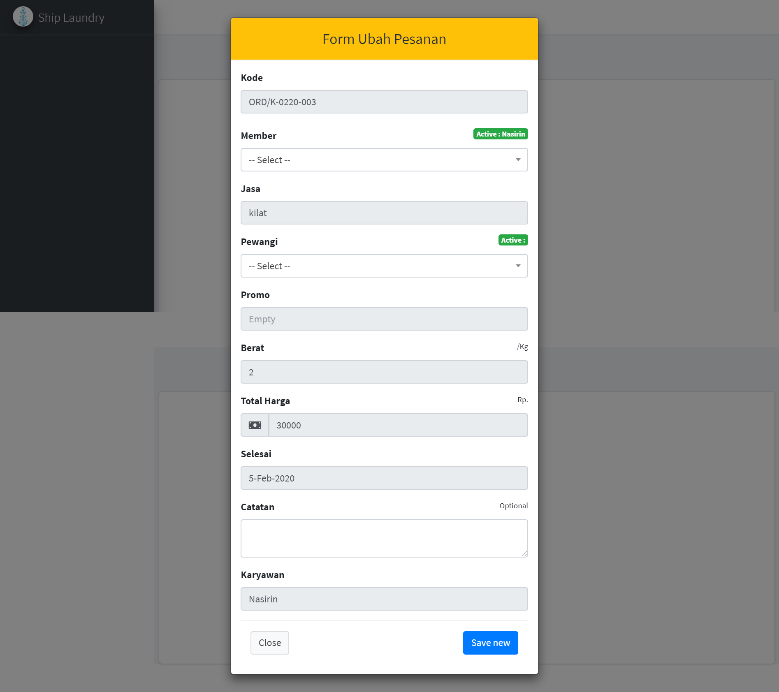 Ship Laundry
Form Ubah Pesanan
Kode
ORD/K-0220-003
Member Active : Nasirin
-- Select --
Jasa
kilat
Pewangi Active :
-- Select --
Promo
Empty
Berat /Kg
2
Total Harga Rp.
30000
Selesai
5-Feb-2020
Catatan Optional
Karyawan
Nasirin
Close Save new